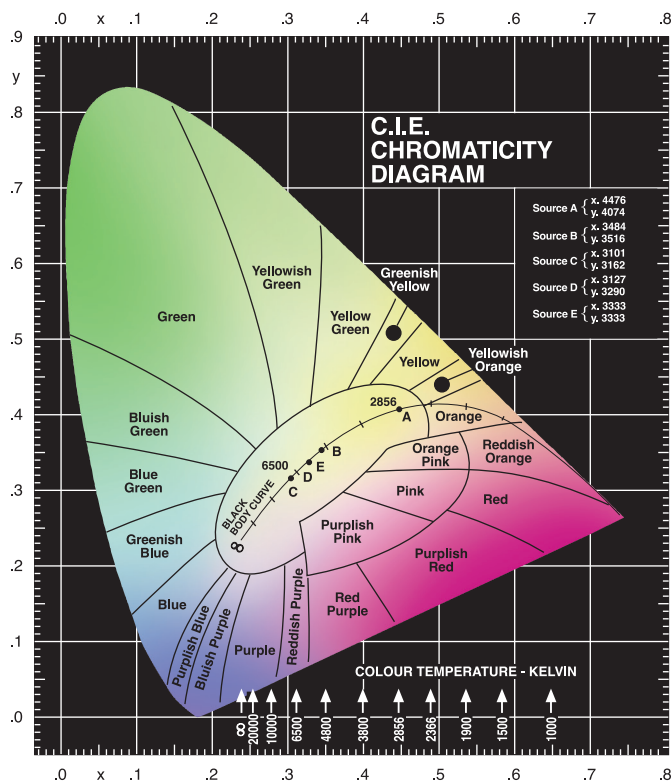 .0 x .1 .2 .3 .4 .5 .6 .7 .8
.9
y
.8
.7
.6
.5
.4
.3
.2
.1
.0
C.I.E.
CHROMATICITY
DIAGRAM
Source A { x. 4476
y. 4074
Source B { x. 3484
y. 3516
Source C { x. 3101
y. 3162
Source D { x. 3127
y. 3290
Source E { x. 3333
y. 3333
Green
Yellowish
Green
Yellow
Green
Greenish
Yellow
Yellow
Yellowish
Orange
Orange
Reddish
Orange
Orange
Pink
Pink
Red
Purplish
Pink
Purplish
Red
Red
Purple
Reddish Purple
Purple
Bluish Purple
Purplish Blue
Blue
Greenish
Blue
Blue
Green
Bluish
Green
2856
A
B
E
D
C
6500
BLACK
BODY CURVE
∞
COLOUR TEMPERATURE - KELVIN
∞ 20000 10000 6500 4800 3800 2856 2366 1900 1500 1000
.0 x .1 .2 .3 .4 .5 .6 .7 .8